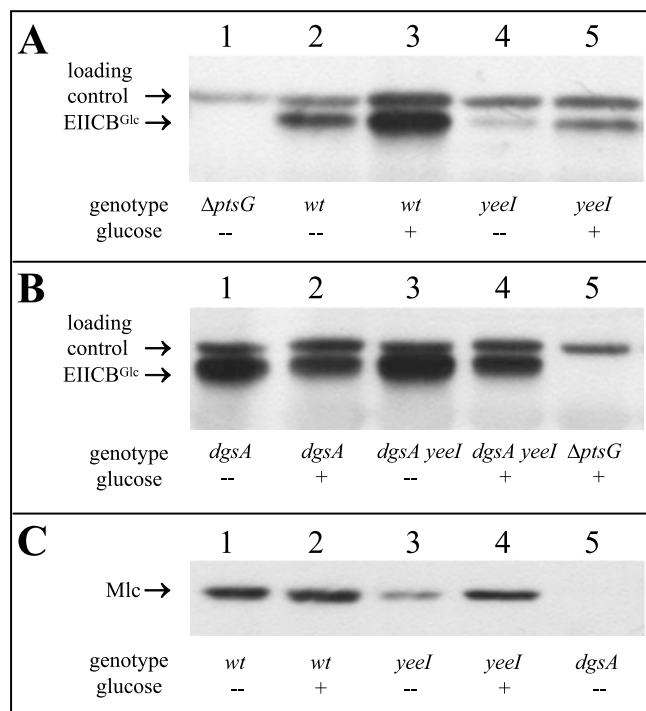 A
1 2 3 4 5
loading
control →
EIICB^Glc →
genotype ΔptsG wt wt yeeI yeeI
glucose -- -- + -- +
B
1 2 3 4 5
loading
control →
EIICB^Glc →
genotype dgsA dgsA dgsA yeeI dgsA yeeI ΔptsG
glucose -- + -- + +
C
1 2 3 4 5
Mlc →
genotype wt wt yeeI yeeI dgsA
glucose -- + -- + --